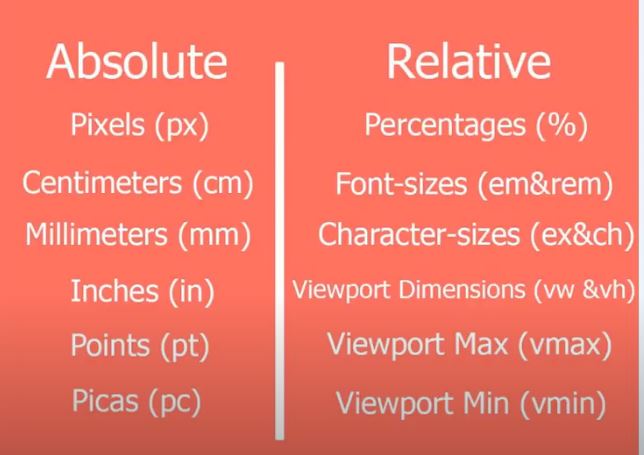 Absolute
Pixels (px)
Centimeters (cm)
Millimeters (mm)
Inches (in)
Points (pt)
Picas (pc)
Relative
Percentages (%)
Font-sizes (em&rem)
Character-sizes (ex&ch)
Viewport Dimensions (vw &vh)
Viewport Max (vmax)
Viewport Min (vmin)